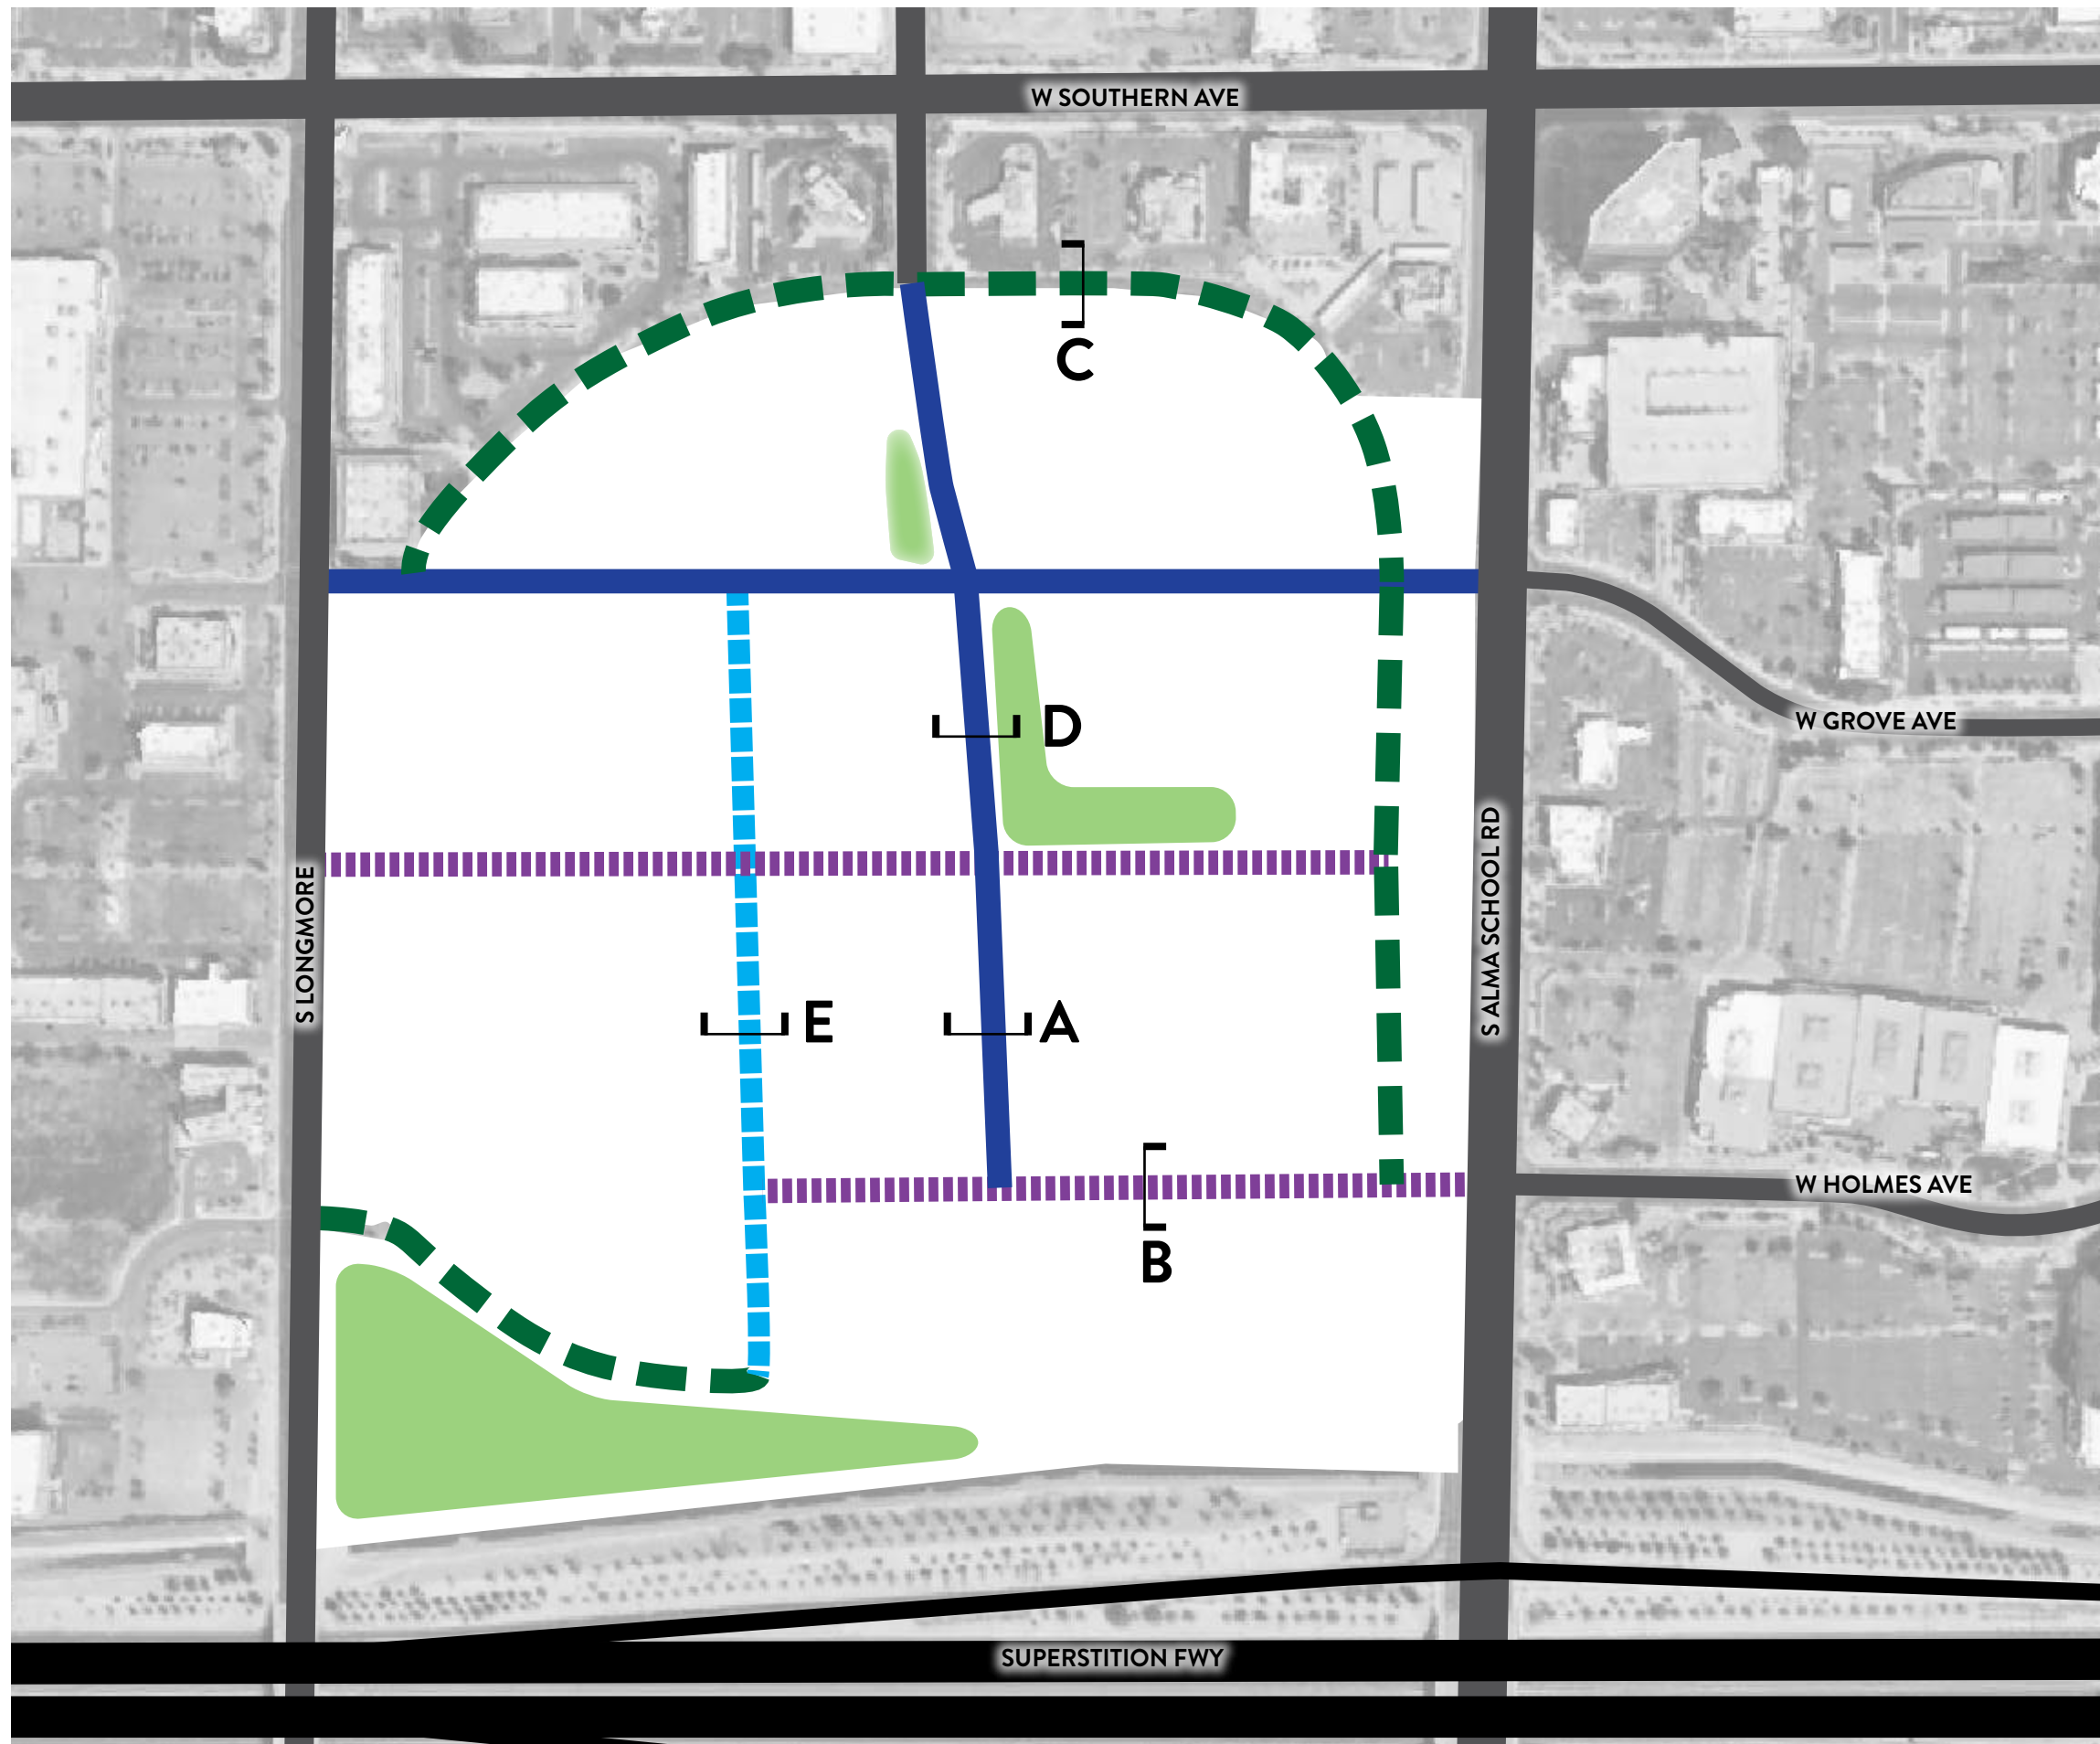 W SOUTHERN AVE
C
D
W GROVE AVE
S LONGMORE
S ALMA SCHOOL RD
E
A
W HOLMES AVE
B
SUPERSTITION FWY